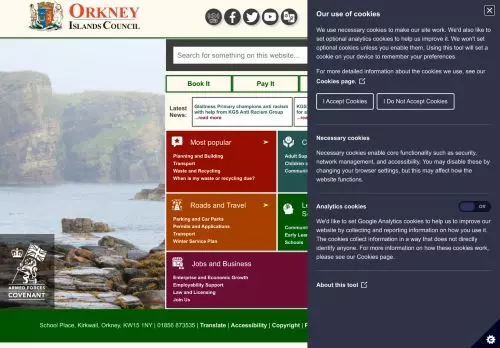 ORKNEY
ISLANDS COUNCIL
Search for something on this website...
Book It
Pay It
Latest
News:
Glaitness Primary champions anti racism
with help from KGS Anti Racism Group
...read more
KGS
for a
...re
Most popular
Planning and Building
Transport
Waste and Recycling
When is my waste or recycling due?
Adult Sup
Children
Communi
Roads and Travel
Parking and Car Parks
Permits and Applications
Transport
Winter Service Plan
Le
S
Communit
Early Lear
Schools
Jobs and Business
Enterprise and Economic Growth
Employability Support
Law and Licensing
Join Us
ARMED FORCES
COVENANT
School Place, Kirkwall, Orkney, KW15 1NY | 01856 873535 | Translate | Accessibility | Copyright |
Our use of cookies
We use necessary cookies to make our site work. We'd also like to
set optional analytics cookies to help us improve it. We won't set
optional cookies unless you enable them. Using this tool will set a
cookie on your device to remember your preferences.
For more detailed information about the cookies we use, see our
Cookies page.
I Accept Cookies
I Do Not Accept Cookies
Necessary cookies
Necessary cookies enable core functionality such as security,
network management, and accessibility. You may disable these by
changing your browser settings, but this may affect how the
website functions.
Analytics cookies
Off
We'd like to set Google Analytics cookies to help us to improve our
website by collecting and reporting information on how you use it.
The cookies collect information in a way that does not directly
identify anyone. For more information on how these cookies work,
please see our Cookies page.
About this tool